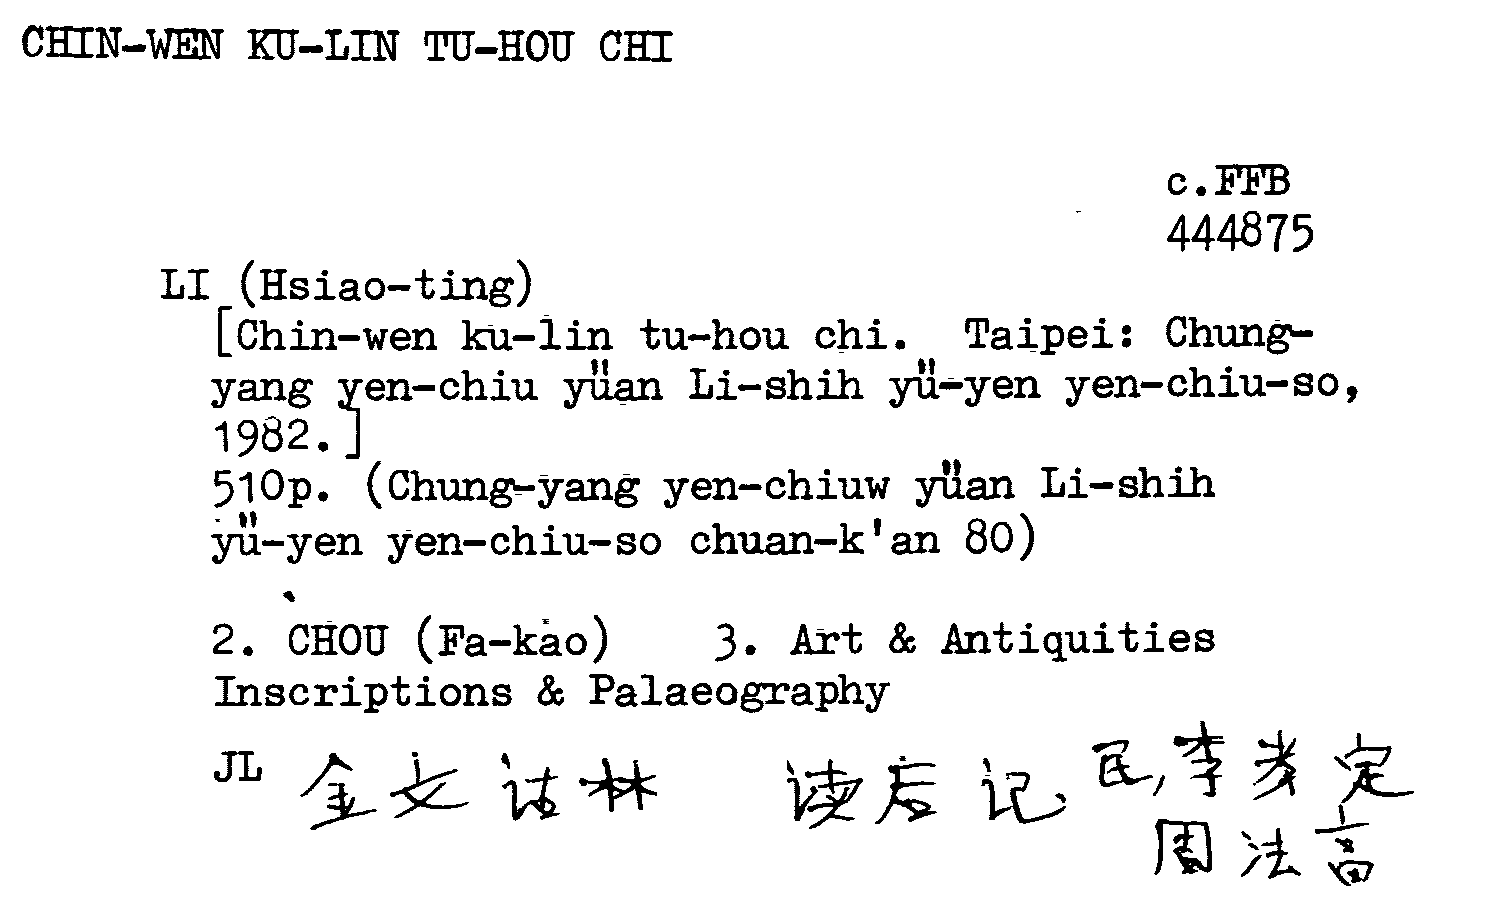 CHIN-WEN KU-LIN TU-HOU CHI
c.FFB
444875
LI (Hsiao-ting)
[Chin-wen ku-lin tu-hou chi. Taipei: Chung-
yang yen-chiu yüan Li-shih yü-yen yen-chiu-so,
1982.]
510p. (Chung-yang yen-chiuw yüan Li-shih
yü-yen yen-chiu-so chuan-k'an 80)
2. CHOU (Fa-kao) 3. Art & Antiquities
Inscriptions & Palaeography
JL 金文诂林 读后记 民,李孝定
周法高